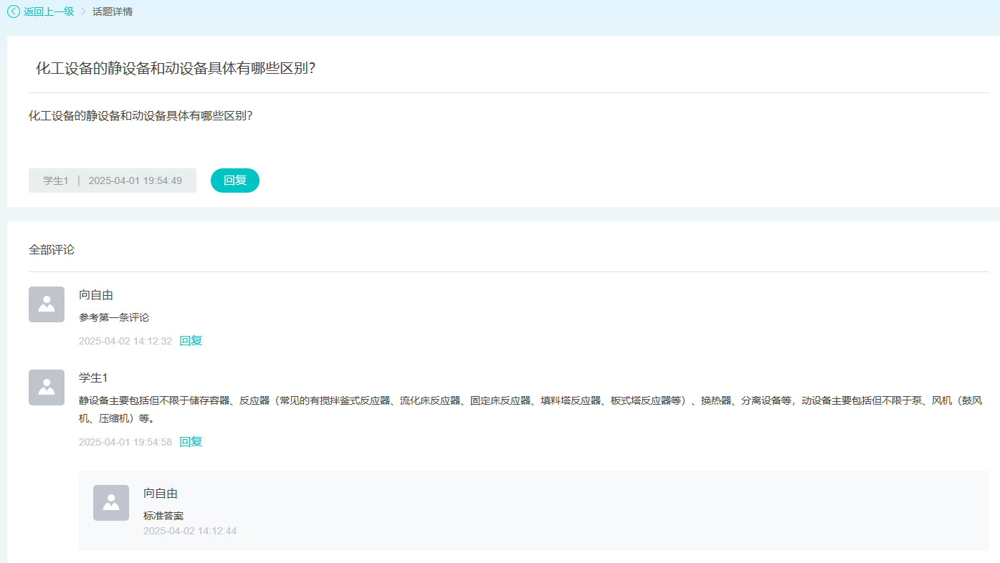 返回上一级 > 话题详情
化工设备的静设备和动设备具体有哪些区别？
化工设备的静设备和动设备具体有哪些区别？
学生1 | 2025-04-01 19:54:49 回复
全部评论
向自由
参考第一条评论
2025-04-02 14:12:32 回复
学生1
静设备主要包括但不限于储存容器、反应器（常见的有搅拌釜式反应器、流化床反应器、固定床反应器、填料塔反应器、板式塔反应器等）、换热器、分离设备等，动设备主要包括但不限于泵、风机（鼓风
机、压缩机）等。
2025-04-01 19:54:58 回复
向自由
标准答案
2025-04-02 14:12:44